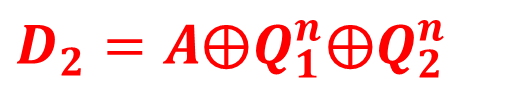 D₂ = A⊕Q₁ⁿ⊕Q₂ⁿ